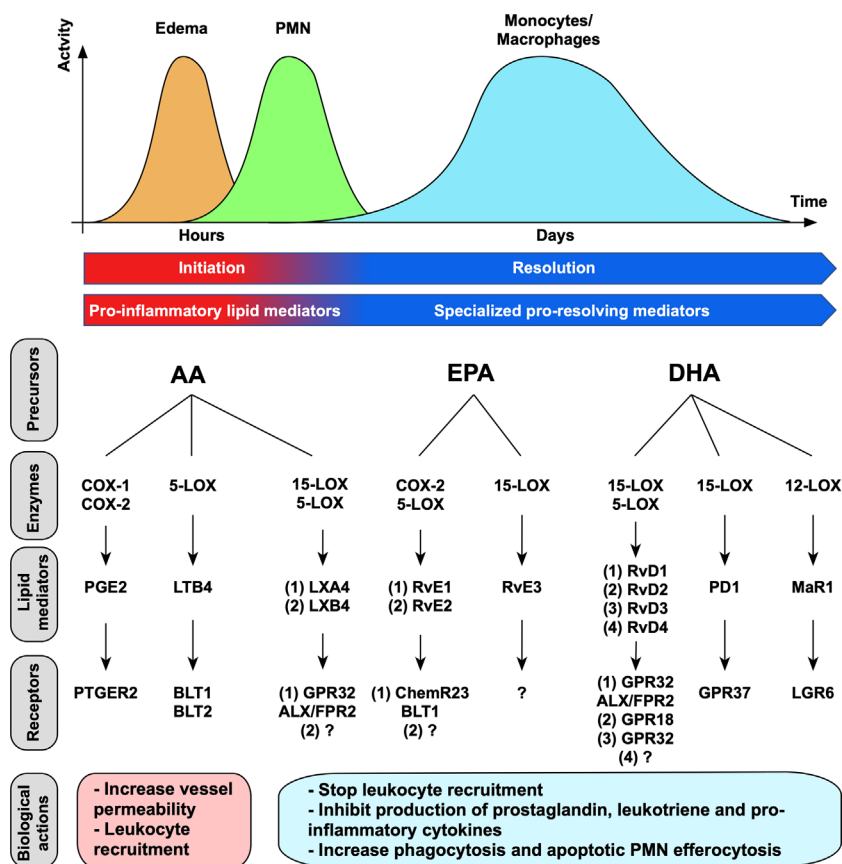 Edema
PMN
Monocytes/
Macrophages
Actvity
Time
Hours
Days
Initiation
Resolution
Pro-inflammatory lipid mediators
Specialized pro-resolving mediators
Precursors
AA
EPA
DHA
Enzymes
COX-1
COX-2
5-LOX
15-LOX
5-LOX
COX-2
5-LOX
15-LOX
15-LOX
5-LOX
15-LOX
12-LOX
Lipid
mediators
PGE2
LTB4
(1) LXA4
(2) LXB4
(1) RvE1
(2) RvE2
RvE3
(1) RvD1
(2) RvD2
(3) RvD3
(4) RvD4
PD1
MaR1
Receptors
PTGER2
BLT1
BLT2
(1) GPR32
ALX/FPR2
(2) ?
(1) ChemR23
BLT1
(2) ?
?
(1) GPR32
ALX/FPR2
(2) GPR18
(3) GPR32
(4) ?
GPR37
LGR6
Biological
actions
- Increase vessel
permeability
- Leukocyte
recruitment
- Stop leukocyte recruitment
- Inhibit production of prostaglandin, leukotriene and pro-
inflammatory cytokines
- Increase phagocytosis and apoptotic PMN efferocytosis